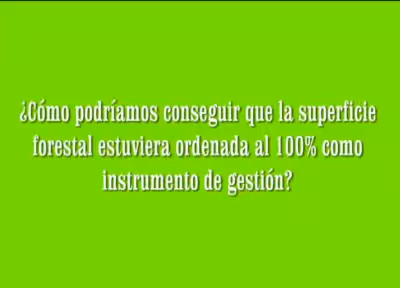 ¿Cómo podríamos conseguir que la superficie
forestal estuviera ordenada al 100% como
instrumento de gestión?